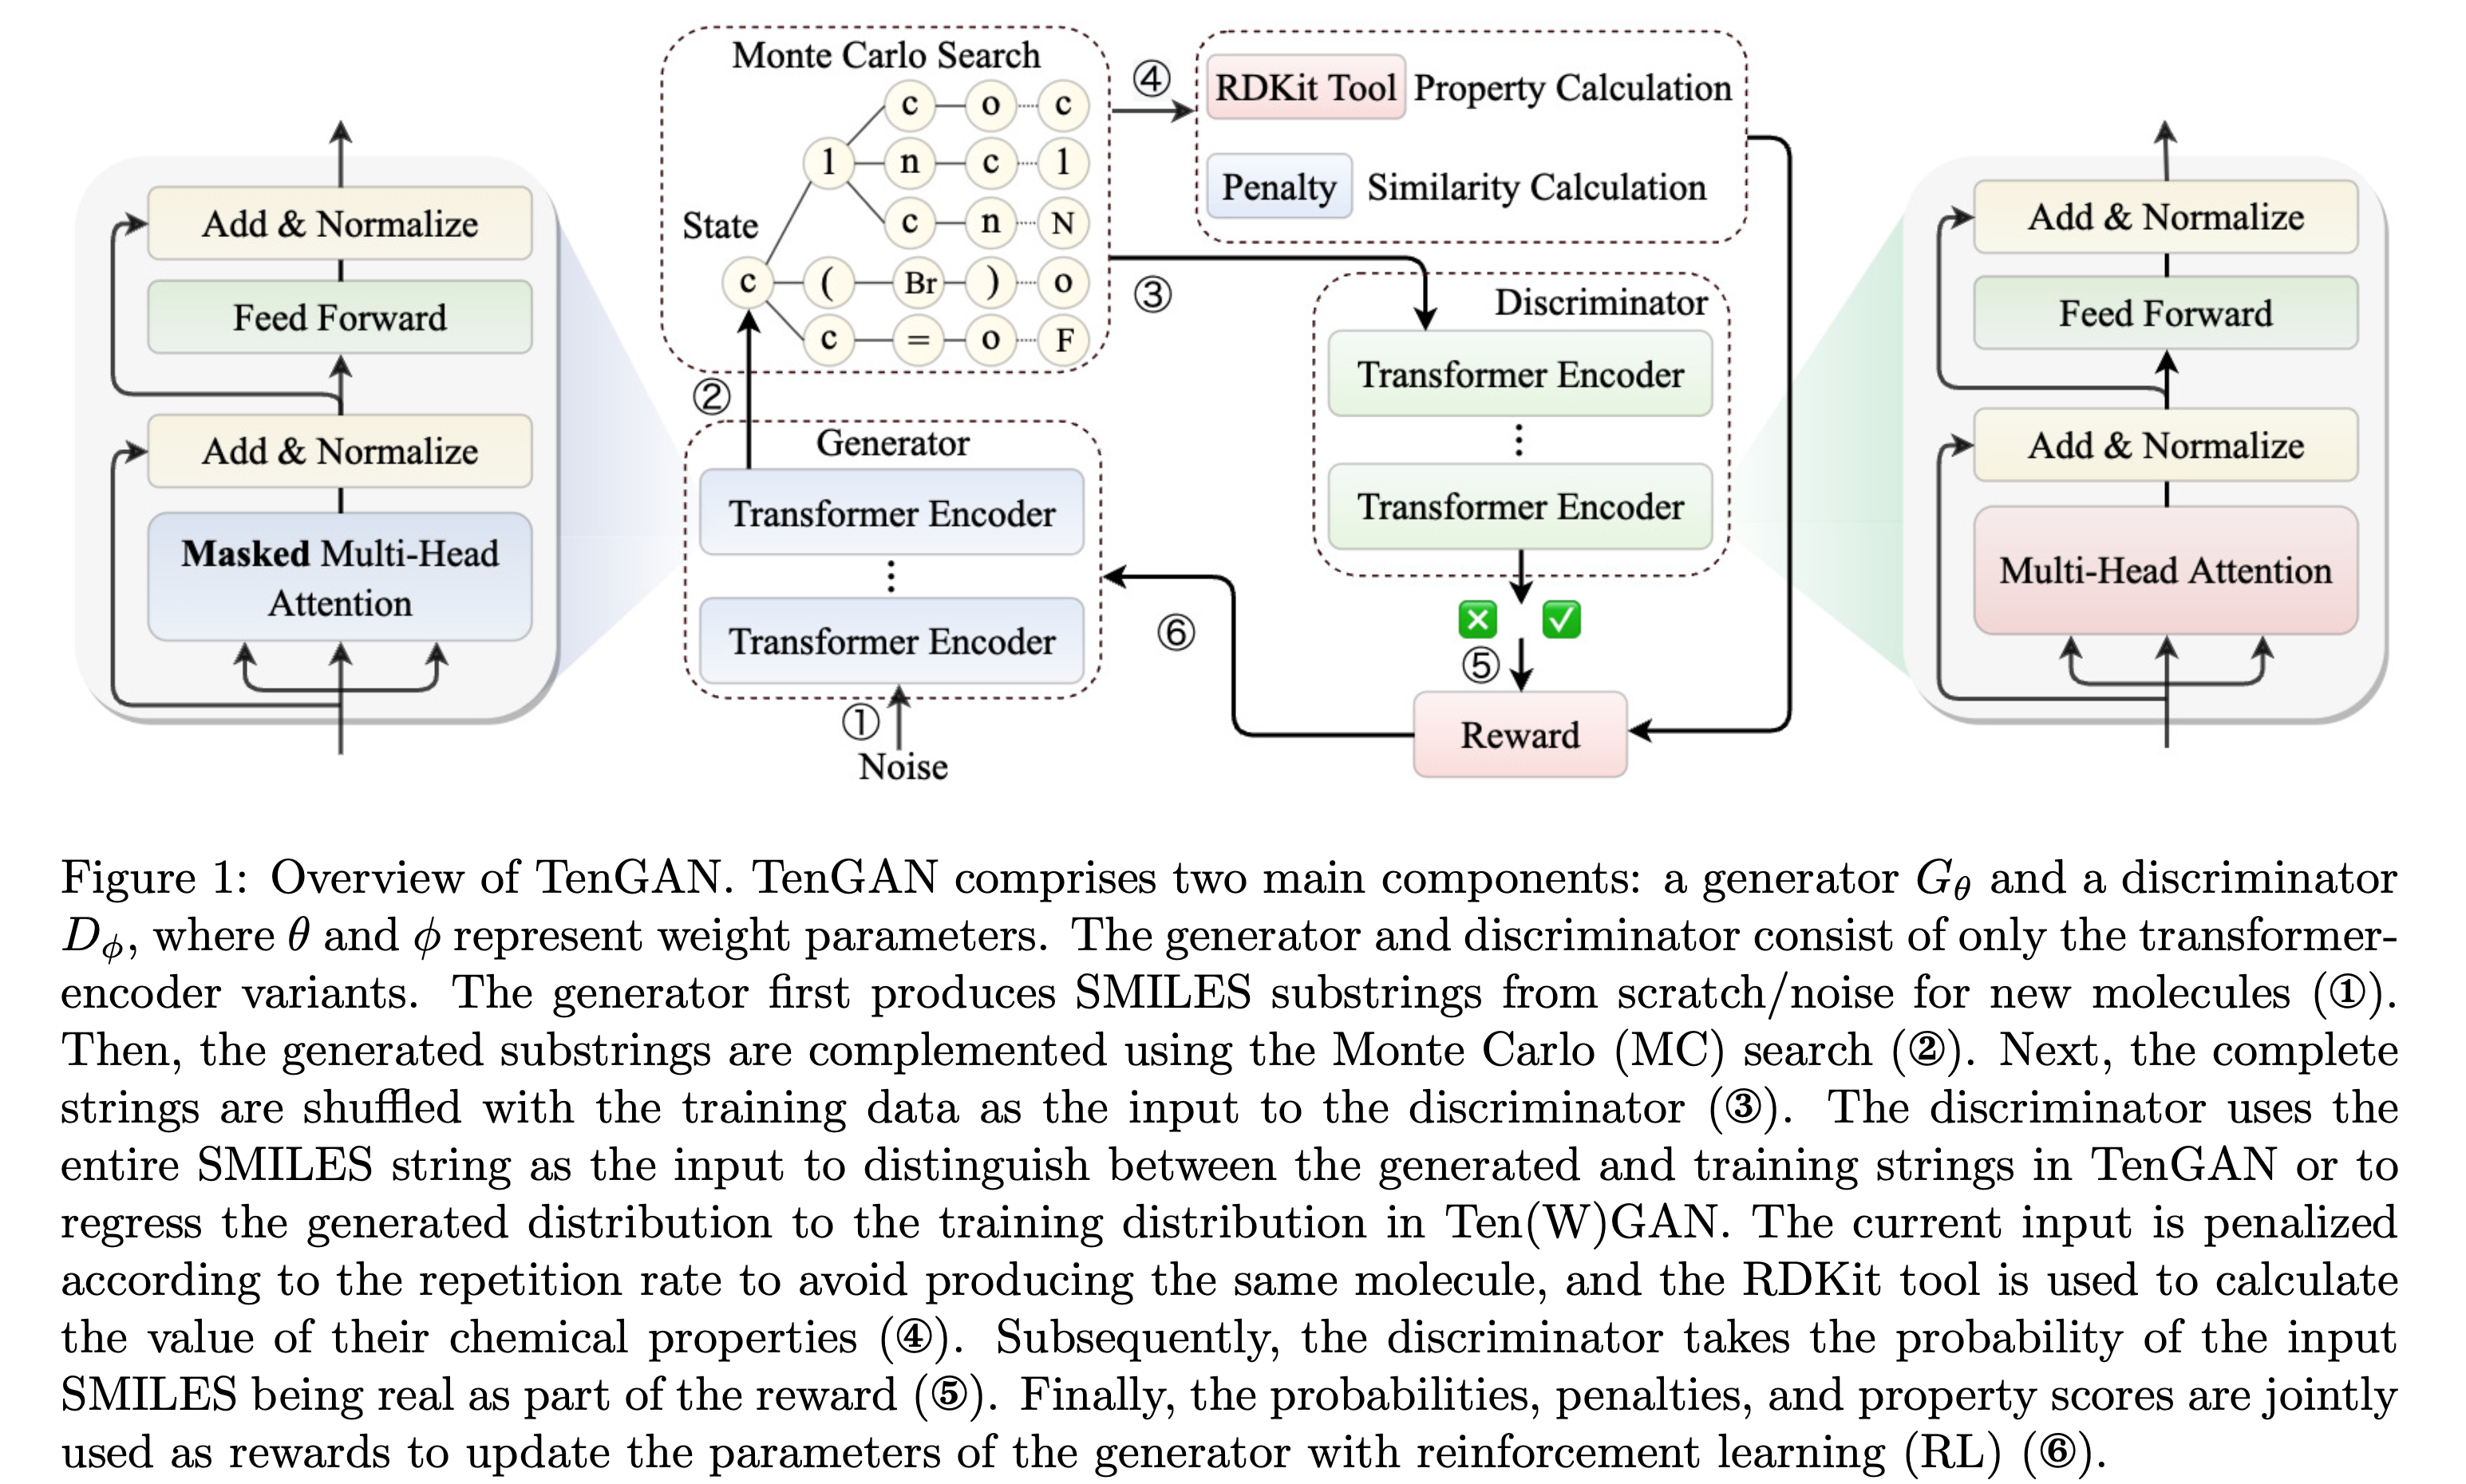 Monte Carlo Search
State
c
1
c o c
n c 1
c n N
( Br ) o
c = o F
④
RDKit Tool Property Calculation
Penalty Similarity Calculation
③
②
Add & Normalize
Feed Forward
Add & Normalize
Masked Multi-Head
Attention
Generator
Transformer Encoder
⋮
Transformer Encoder
①
Noise
Discriminator
Transformer Encoder
⋮
Transformer Encoder
⑤
Reward
⑥
Add & Normalize
Feed Forward
Add & Normalize
Multi-Head Attention
Figure 1: Overview of TenGAN. TenGAN comprises two main components: a generator Gθ and a discriminator
Dϕ, where θ and ϕ represent weight parameters. The generator and discriminator consist of only the transformer-
encoder variants. The generator first produces SMILES substrings from scratch/noise for new molecules (①).
Then, the generated substrings are complemented using the Monte Carlo (MC) search (②). Next, the complete
strings are shuffled with the training data as the input to the discriminator (③). The discriminator uses the
entire SMILES string as the input to distinguish between the generated and training strings in TenGAN or to
regress the generated distribution to the training distribution in Ten(W)GAN. The current input is penalized
according to the repetition rate to avoid producing the same molecule, and the RDKit tool is used to calculate
the value of their chemical properties (④). Subsequently, the discriminator takes the probability of the input
SMILES being real as part of the reward (⑤). Finally, the probabilities, penalties, and property scores are jointly
used as rewards to update the parameters of the generator with reinforcement learning (RL) (⑥).